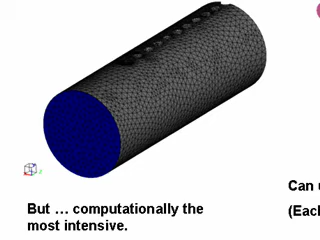 But … computationally the
most intensive.
Can
(Each